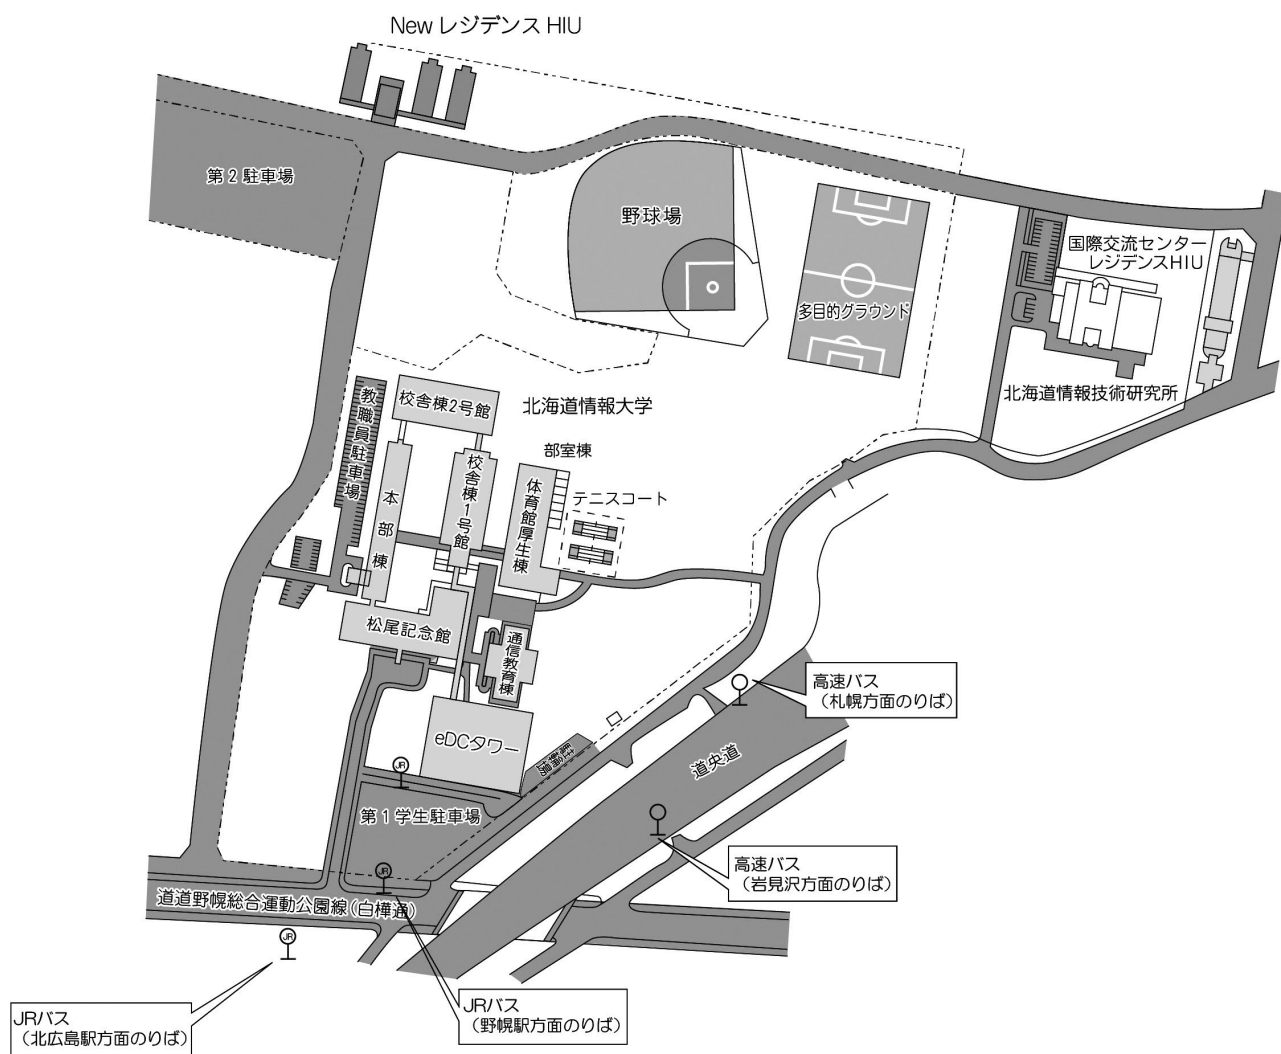 New レジデンス HIU
第2駐車場
野球場
多目的グラウンド
国際交流センター
レジデンスHIU
北海道情報技術研究所
教職員駐車場
校舎棟2号館
北海道情報大学
校舎棟1号館
本部棟
部室棟
体育館厚生棟
テニスコート
松尾記念館
通信教育棟
eDCタワー
駐輪場
高速バス
(札幌方面のりば)
道央道
JR
第1学生駐車場
高速バス
(岩見沢方面のりば)
JR
道道野幌総合運動公園線(白樺通)
JR
JRバス
(北広島駅方面のりば)
JRバス
(野幌駅方面のりば)